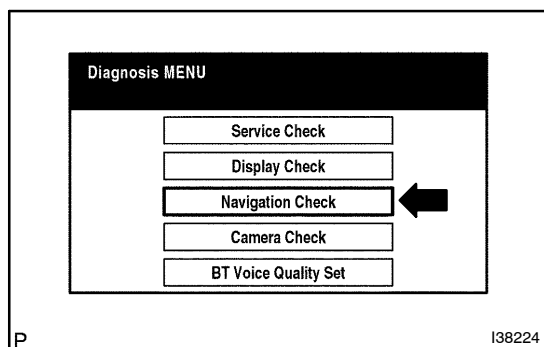 Diagnosis MENU
Service Check
Display Check
Navigation Check
Camera Check
BT Voice Quality Set
P
I38224